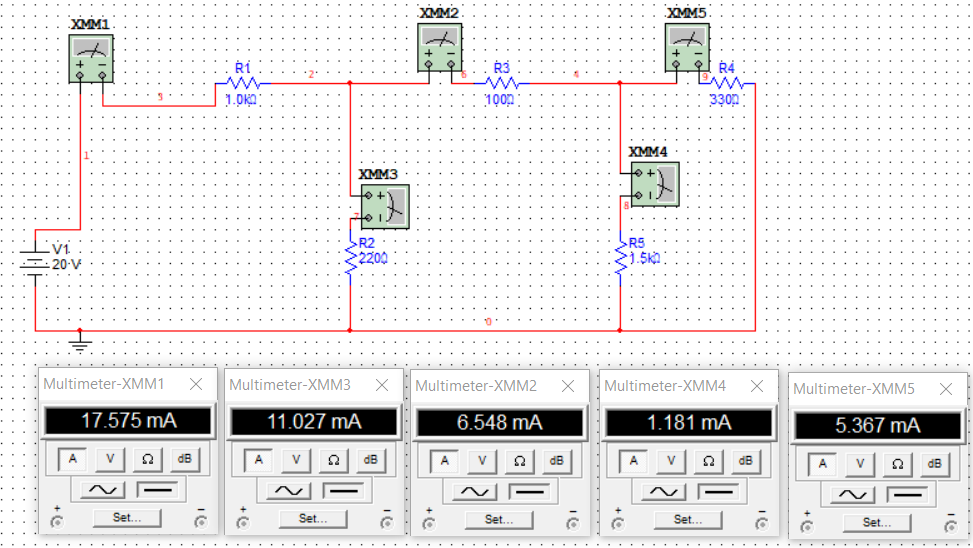 XMM1
XMM2
XMM5
R1
1.0kΩ
2
6
R3
100Ω
4
9
R4
330Ω
3
1
XMM3
XMM4
7
8
R2
220Ω
R5
1.5kΩ
V1
20 V
0
Multimeter-XMM1
17.575 mA
A V Ω dB
Set...
+ −
Multimeter-XMM3
11.027 mA
A V Ω dB
Set...
+ −
Multimeter-XMM2
6.548 mA
A V Ω dB
Set...
+ −
Multimeter-XMM4
1.181 mA
A V Ω dB
Set...
+ −
Multimeter-XMM5
5.367 mA
A V Ω dB
Set...
+ −